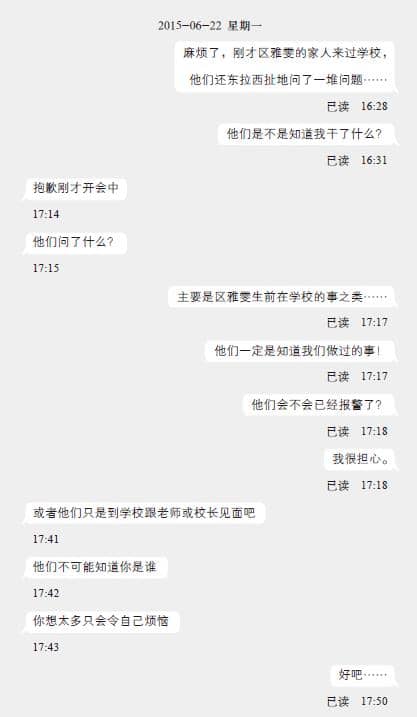 2015-06-22 星期一
麻烦了，刚才区雅雯的家人来过学校，
他们还东拉西扯地问了一堆问题……
已读 16:28
他们是不是知道我干了什么？
已读 16:31
抱歉刚才开会中
17:14
他们问了什么？
17:15
主要是区雅雯生前在学校的事之类……
已读 17:17
他们一定是知道我们做过的事！
已读 17:17
他们会不会已经报警了？
已读 17:18
我很担心。
已读 17:18
或者他们只是到学校跟老师或校长见面吧
17:41
他们不可能知道你是谁
17:42
你想太多只会令自己烦恼
17:43
好吧……
已读 17:50